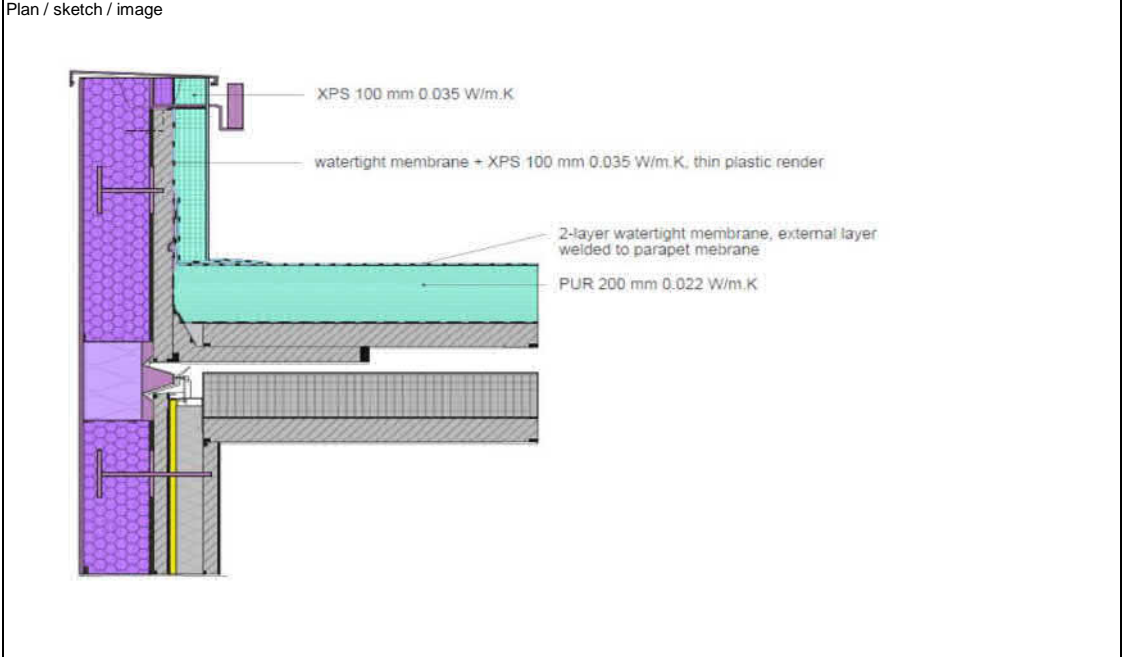 Plan / sketch / image
XPS 100 mm 0.035 W/m.K
watertight membrane + XPS 100 mm 0.035 W/m.K, thin plastic render
2-layer watertight membrane, external layer
welded to parapet mebrane
PUR 200 mm 0.022 W/m.K